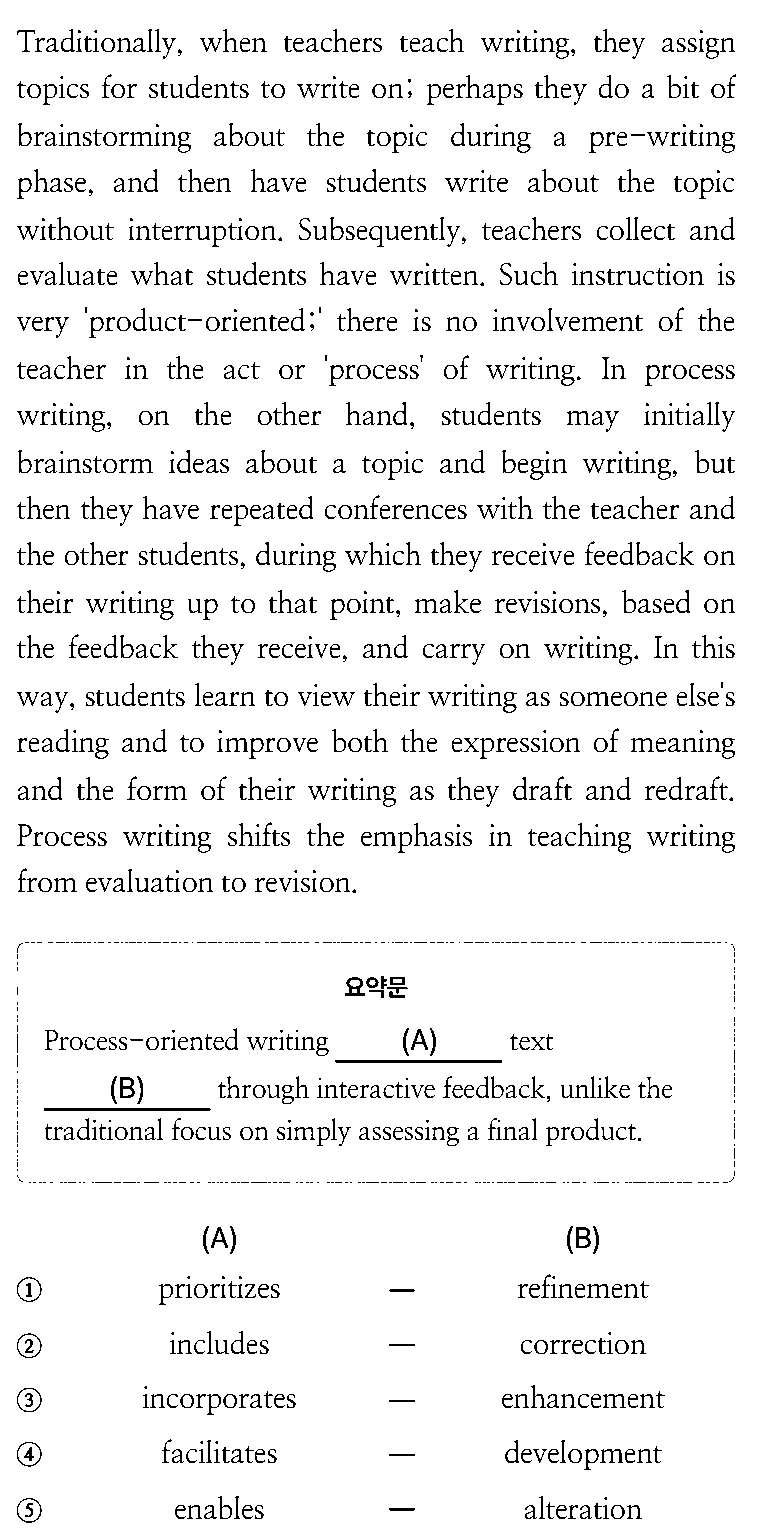 Traditionally, when teachers teach writing, they assign
topics for students to write on; perhaps they do a bit of
brainstorming about the topic during a pre-writing
phase, and then have students write about the topic
without interruption. Subsequently, teachers collect and
evaluate what students have written. Such instruction is
very 'product-oriented;' there is no involvement of the
teacher in the act or 'process' of writing. In process
writing, on the other hand, students may initially
brainstorm ideas about a topic and begin writing, but
then they have repeated conferences with the teacher and
the other students, during which they receive feedback on
their writing up to that point, make revisions, based on
the feedback they receive, and carry on writing. In this
way, students learn to view their writing as someone else's
reading and to improve both the expression of meaning
and the form of their writing as they draft and redraft.
Process writing shifts the emphasis in teaching writing
from evaluation to revision.
요약문
Process-oriented writing (A) text
(B) through interactive feedback, unlike the
traditional focus on simply assessing a final product.
(A) (B)
① prioritizes — refinement
② includes — correction
③ incorporates — enhancement
④ facilitates — development
⑤ enables — alteration